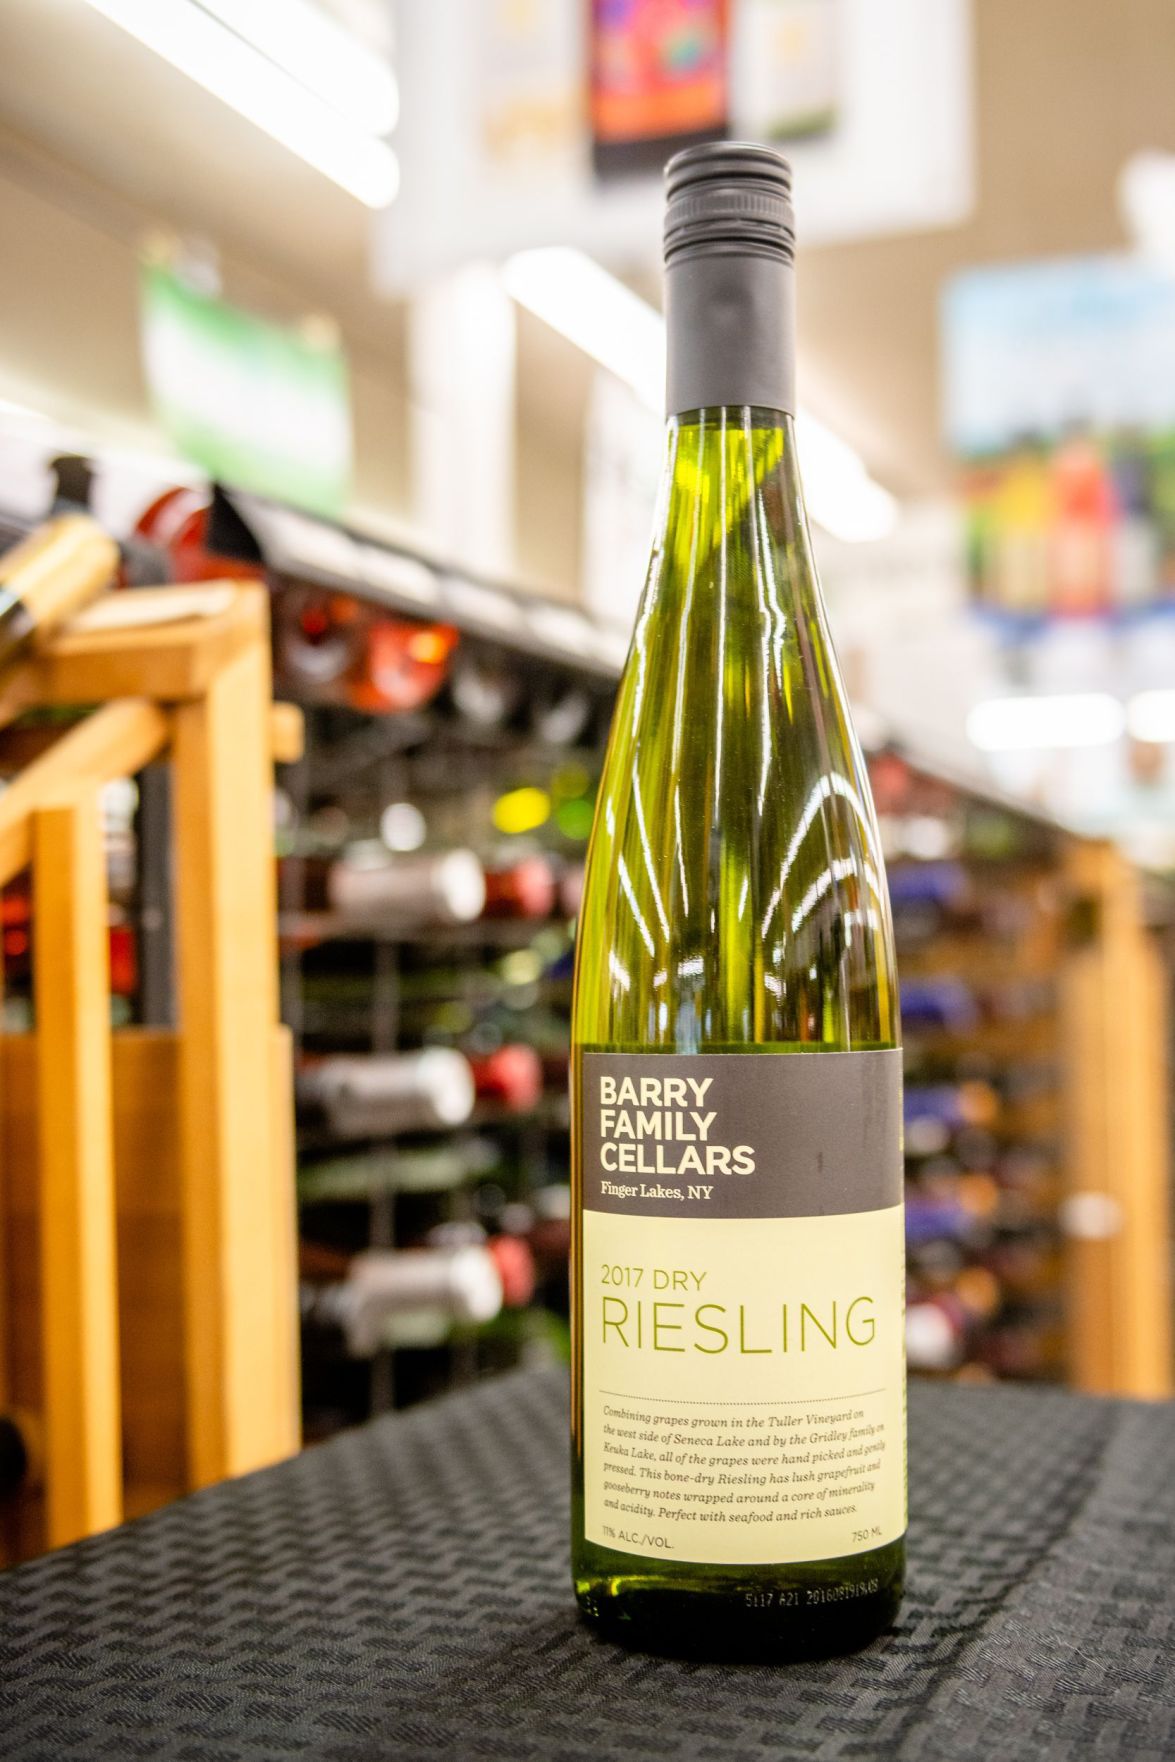 BARRY
FAMILY
CELLARS
Finger Lakes, NY
2017 DRY
RIESLING
Combining grapes grown in the Tuller Vineyard on
the west side of Seneca Lake and by the Gridley family on
Keuka Lake, all of the grapes were hand picked and gently
pressed. This bone-dry Riesling has lush grapefruit and
gooseberry notes wrapped around a core of minerality
and acidity. Perfect with seafood and rich sauces.
11% ALC./VOL.
750 ML
5117 A21